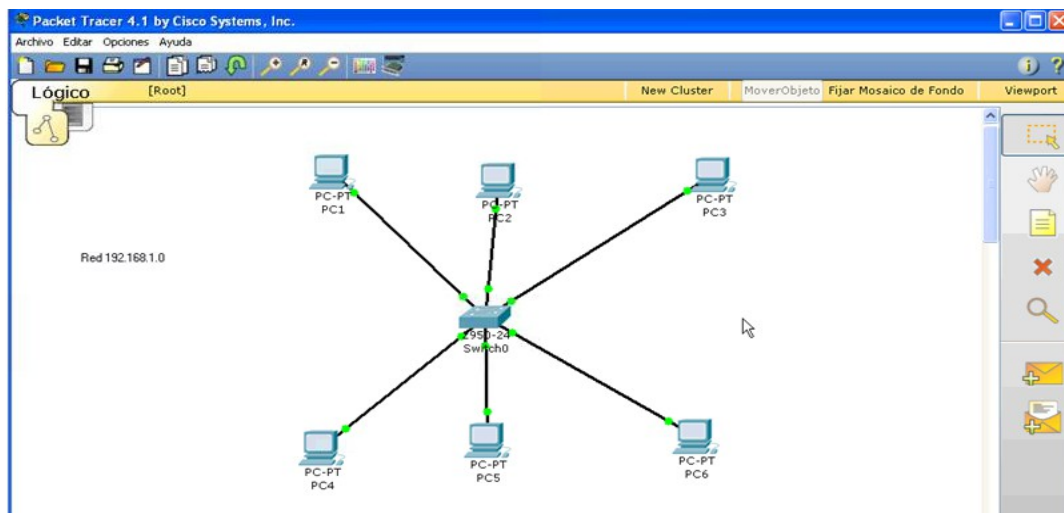 Packet Tracer 4.1 by Cisco Systems, Inc.
Archivo Editar Opciones Ayuda
Lógico [Root] New Cluster MoverObjeto Fijar Mosaico de Fondo Viewport
PC-PT
PC1
PC-PT
PC2
PC-PT
PC3
Red 192.168.1.0
2950-24
Switch0
PC-PT
PC4
PC-PT
PC5
PC-PT
PC6